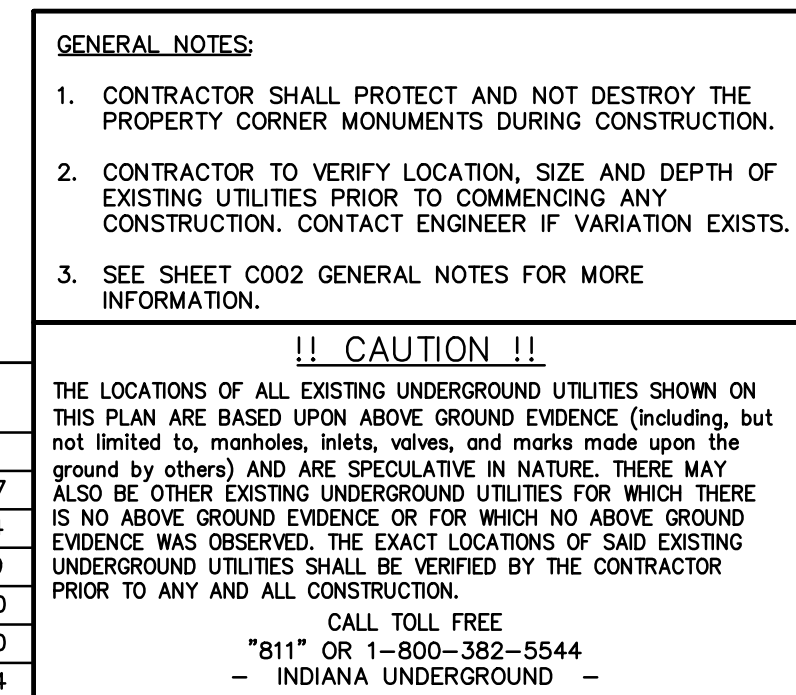 GENERAL NOTES:
1. CONTRACTOR SHALL PROTECT AND NOT DESTROY THE
PROPERTY CORNER MONUMENTS DURING CONSTRUCTION.
2. CONTRACTOR TO VERIFY LOCATION, SIZE AND DEPTH OF
EXISTING UTILITIES PRIOR TO COMMENCING ANY
CONSTRUCTION. CONTACT ENGINEER IF VARIATION EXISTS.
3. SEE SHEET C002 GENERAL NOTES FOR MORE
INFORMATION.
!! CAUTION !!
THE LOCATIONS OF ALL EXISTING UNDERGROUND UTILITIES SHOWN ON
THIS PLAN ARE BASED UPON ABOVE GROUND EVIDENCE (including, but
not limited to, manholes, inlets, valves, and marks made upon the
ground by others) AND ARE SPECULATIVE IN NATURE. THERE MAY
ALSO BE OTHER EXISTING UNDERGROUND UTILITIES FOR WHICH THERE
IS NO ABOVE GROUND EVIDENCE OR FOR WHICH NO ABOVE GROUND
EVIDENCE WAS OBSERVED. THE EXACT LOCATIONS OF SAID EXISTING
UNDERGROUND UTILITIES SHALL BE VERIFIED BY THE CONTRACTOR
PRIOR TO ANY AND ALL CONSTRUCTION.
CALL TOLL FREE
"811" OR 1-800-382-5544
- INDIANA UNDERGROUND -